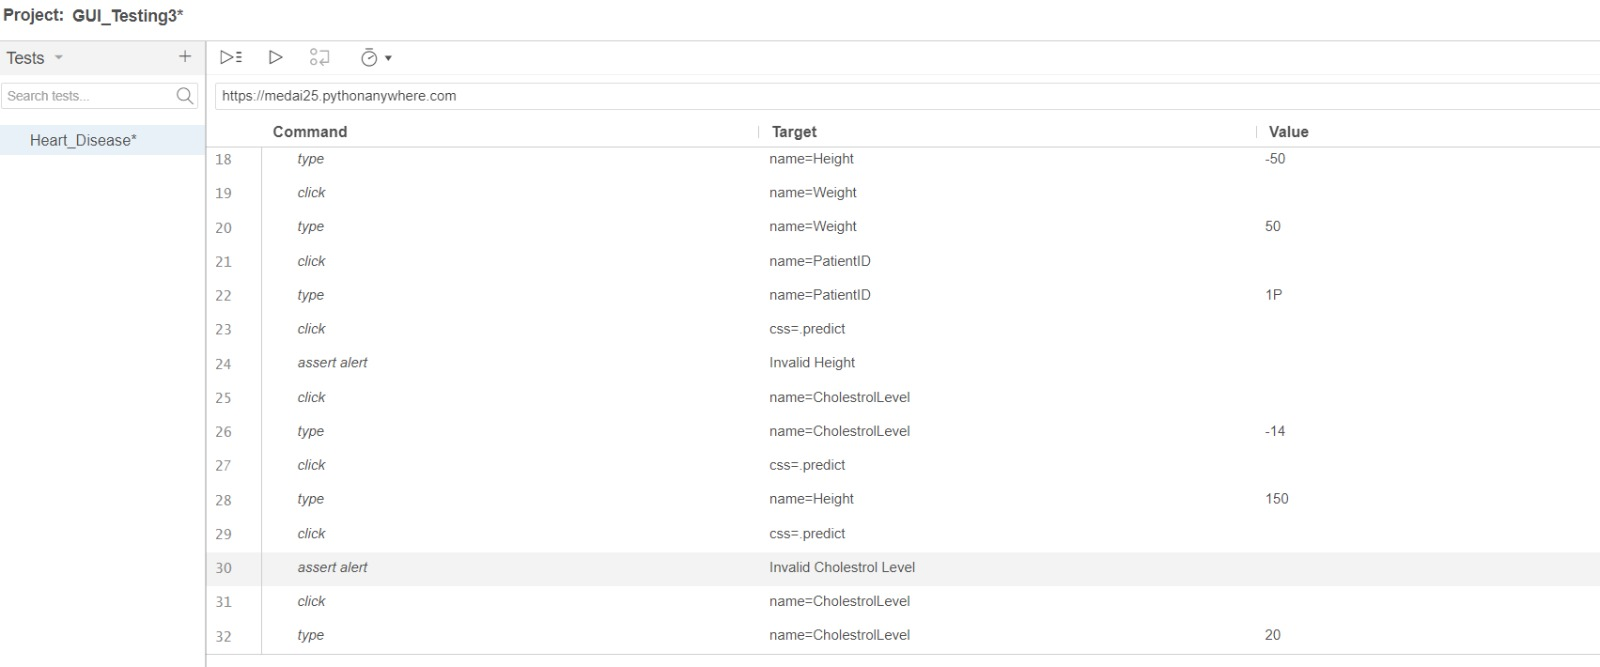 Project: GUI_Testing3*
Tests
Search tests...
Heart_Disease*
https://medai25.pythonanywhere.com
Command Target Value
18 type name=Height -50
19 click name=Weight
20 type name=Weight 50
21 click name=PatientID
22 type name=PatientID 1P
23 click css=.predict
24 assert alert Invalid Height
25 click name=CholestrolLevel
26 type name=CholestrolLevel -14
27 click css=.predict
28 type name=Height 150
29 click css=.predict
30 assert alert Invalid Cholestrol Level
31 click name=CholestrolLevel
32 type name=CholestrolLevel 20